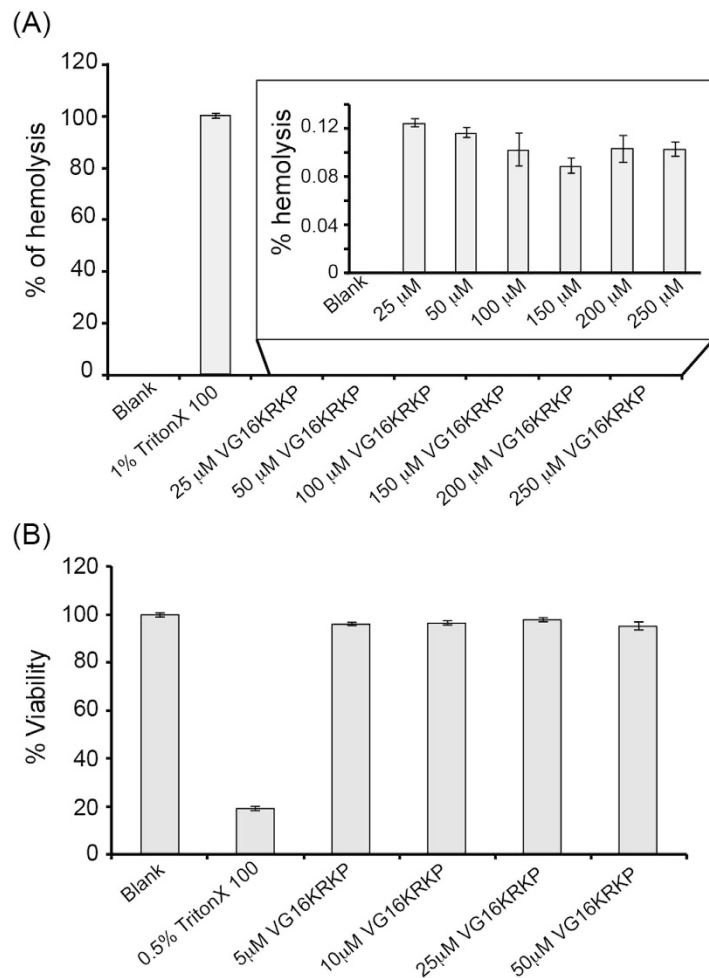 (A)
% of hemolysis
120
100
80
60
40
20
0
Blank
1% TritonX 100
25 μM VG16KRKP
50 μM VG16KRKP
100 μM VG16KRKP
150 μM VG16KRKP
200 μM VG16KRKP
250 μM VG16KRKP
% hemolysis
0.12
0.08
0.04
0
Blank
25 μM
50 μM
100 μM
150 μM
200 μM
250 μM
(B)
% Viability
120
100
80
60
40
20
0
Blank
0.5% TritonX 100
5μM VG16KRKP
10μM VG16KRKP
25μM VG16KRKP
50μM VG16KRKP